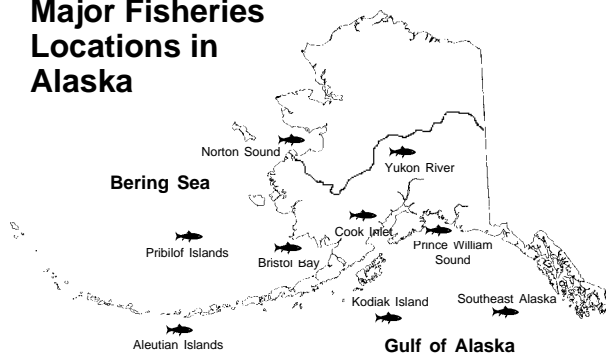 Major Fisheries
Locations in
Alaska
Norton Sound
Yukon River
Bering Sea
Cook Inlet
Prince William
Sound
Pribilof Islands
Bristol Bay
Kodiak Island
Southeast Alaska
Aleutian Islands
Gulf of Alaska